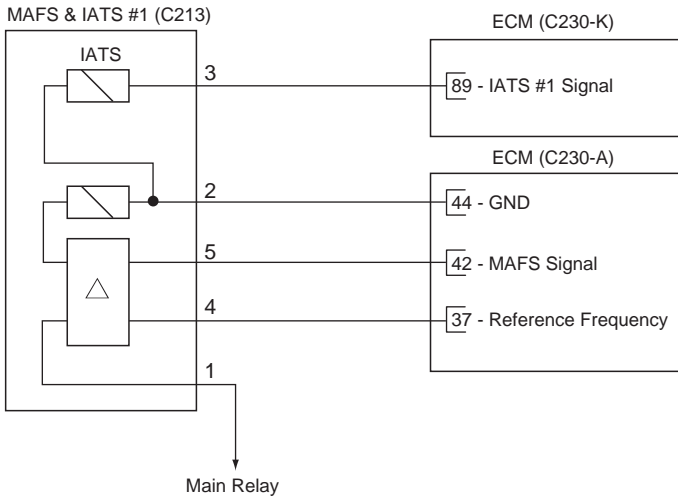 MAFS & IATS #1 (C213)
IATS
3
2
5
4
1
Main Relay
ECM (C230-K)
89 - IATS #1 Signal
ECM (C230-A)
44 - GND
42 - MAFS Signal
37 - Reference Frequency